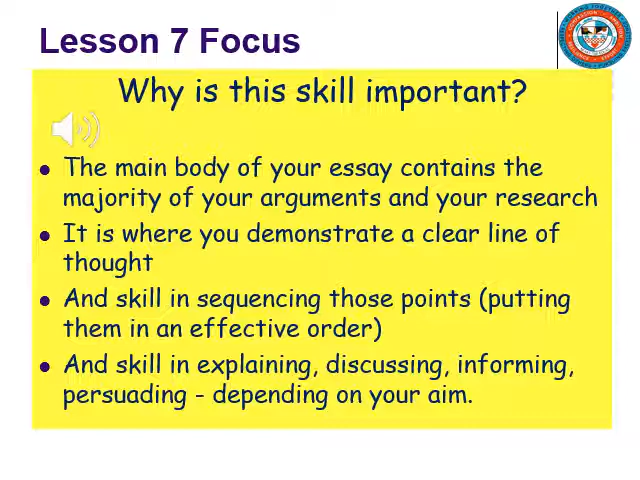 Lesson 7 Focus
Why is this skill important?
The main body of your essay contains the
majority of your arguments and your research
It is where you demonstrate a clear line of
thought
And skill in sequencing those points (putting
them in an effective order)
And skill in explaining, discussing, informing,
persuading - depending on your aim.